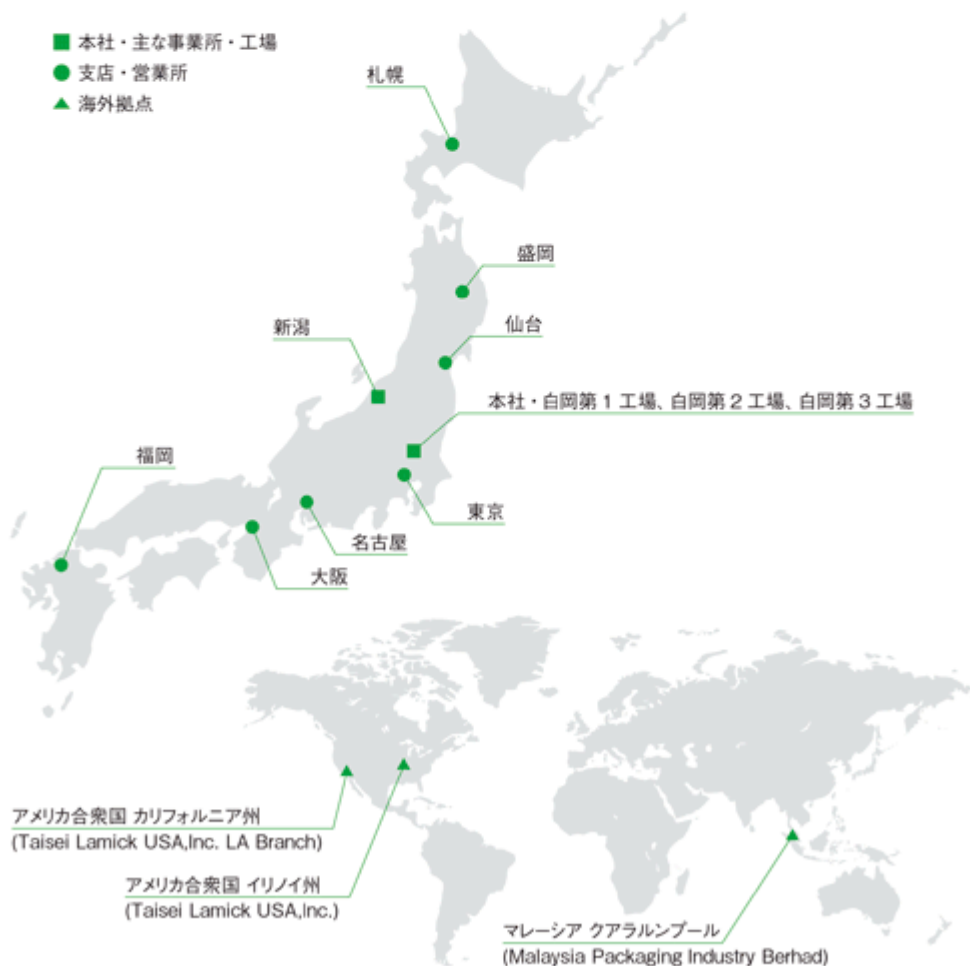 本社・主な事業所・工場
支店・営業所
海外拠点
札幌
盛岡
新潟
仙台
本社・白岡第1工場、白岡第2工場、白岡第3工場
福岡
東京
名古屋
大阪
アメリカ合衆国 カリフォルニア州
(Taisei Lamick USA,Inc. LA Branch)
アメリカ合衆国 イリノイ州
(Taisei Lamick USA,Inc.)
マレーシア クアラルンプール
(Malaysia Packaging Industry Berhad)